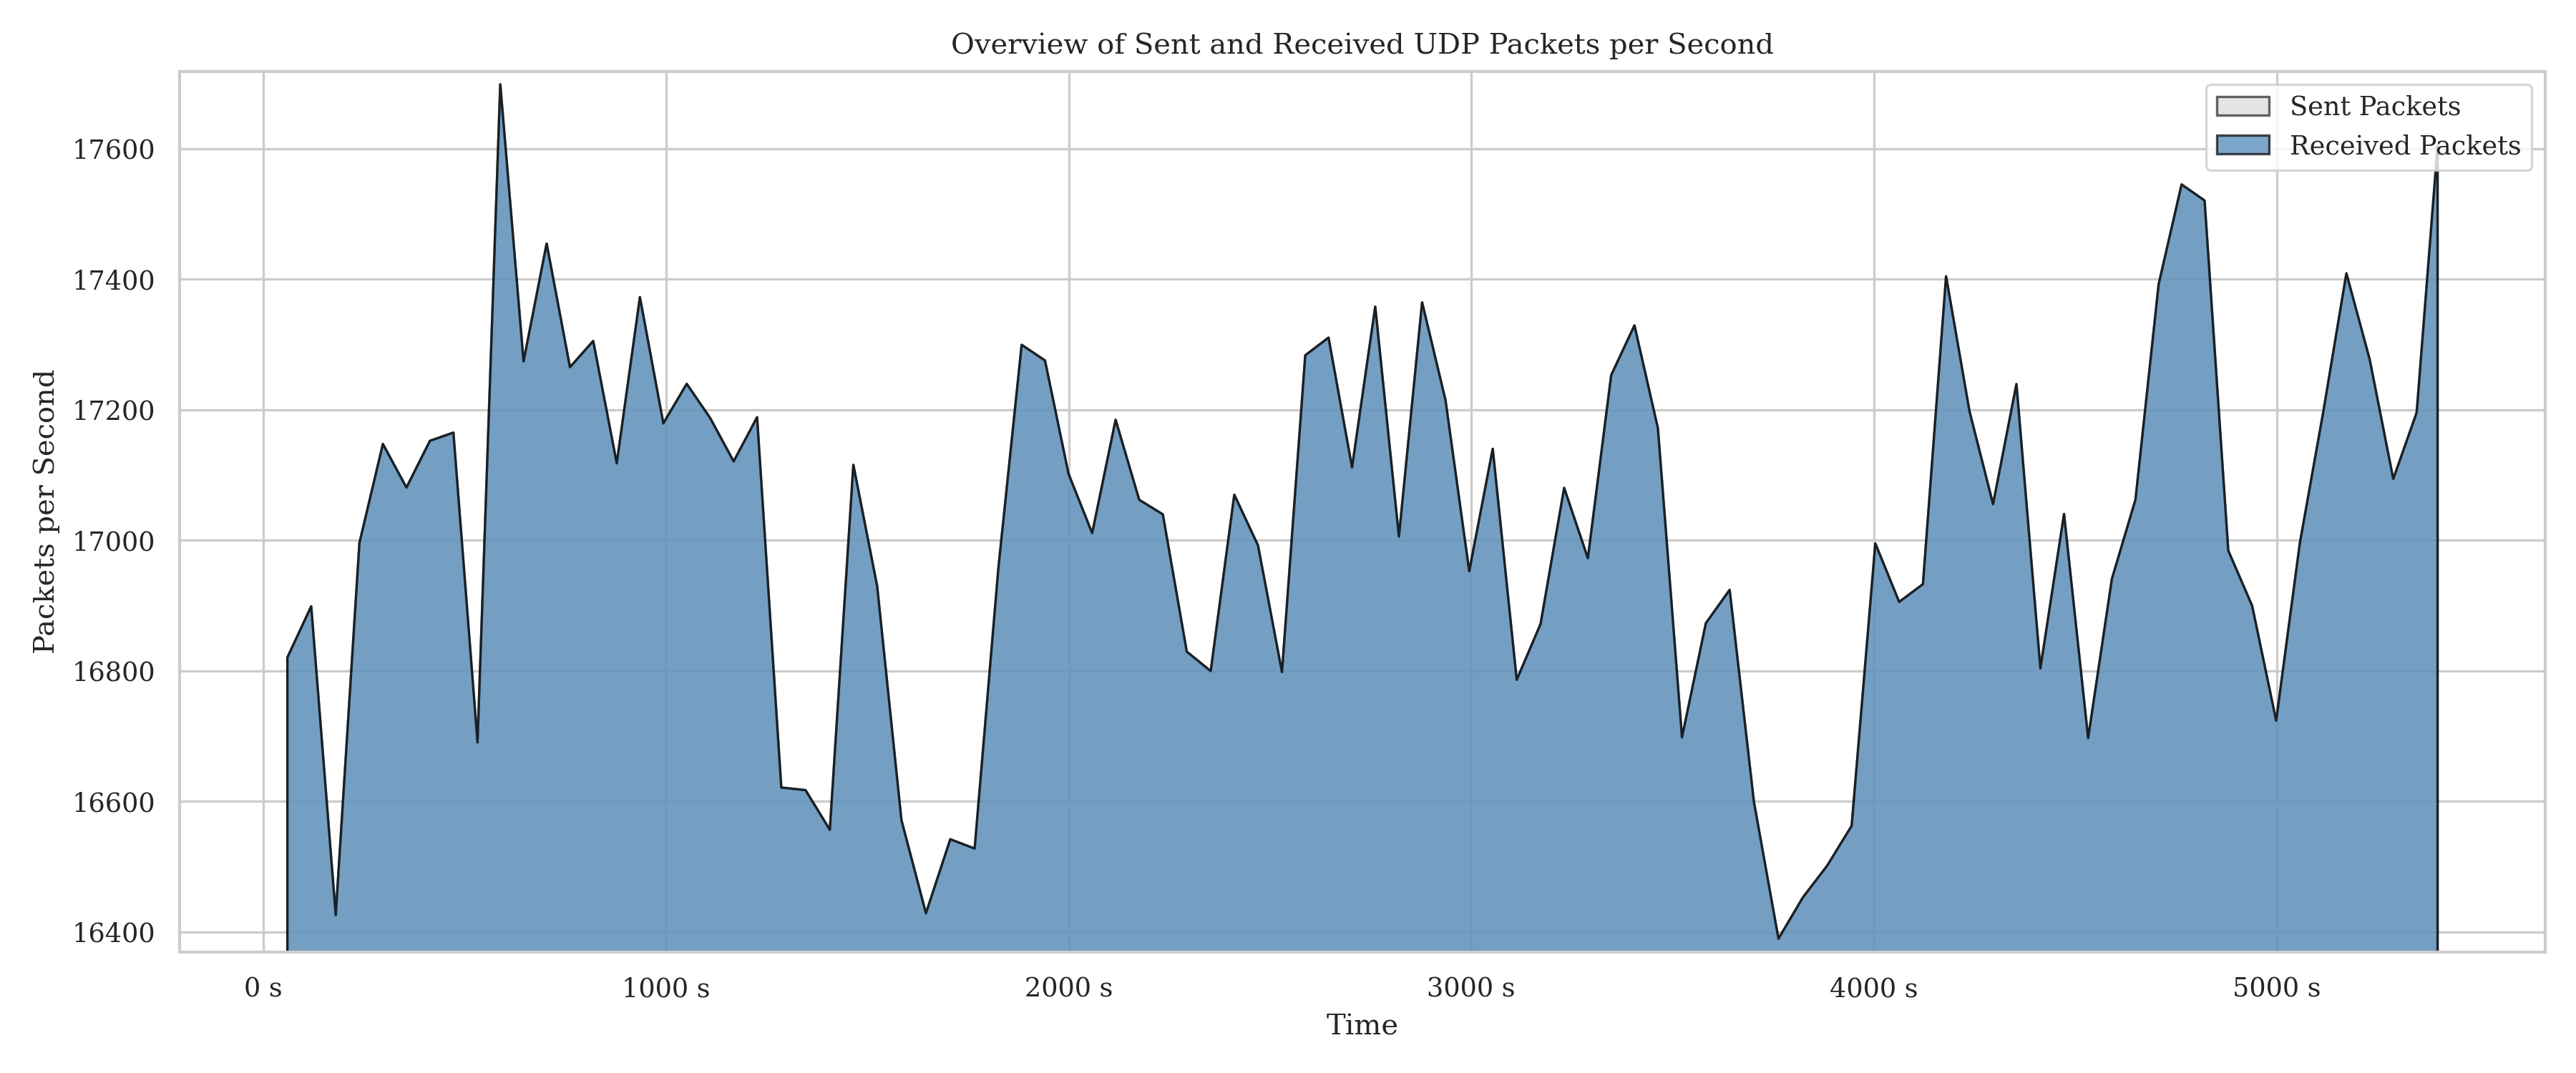 Overview of Sent and Received UDP Packets per Second
Sent Packets
Received Packets
Packets per Second
17600
17400
17200
17000
16800
16600
16400
0 s
1000 s
2000 s
3000 s
4000 s
5000 s
Time